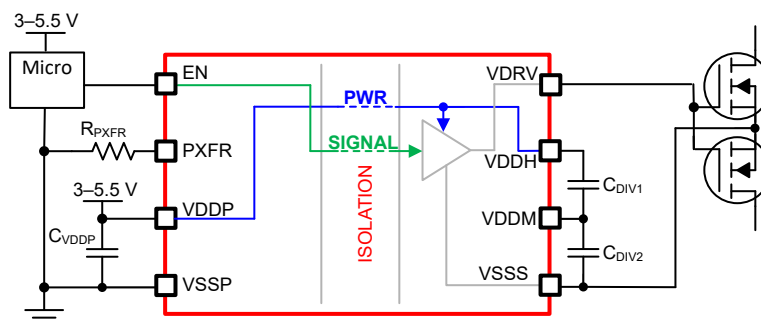 3–5.5 V
Micro
EN
VDRV
PWR
RPXFR
PXFR
SIGNAL
VDDH
3–5.5 V
CDIV1
VDDP
VDDM
CVDDP
ISOLATION
CDIV2
VSSP
VSSS